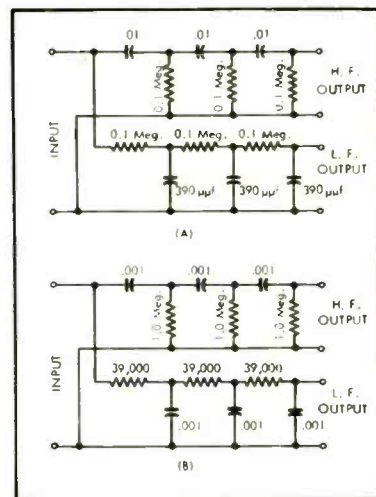 .01 .01 .01
0.1 Meg. 0.1 Meg. 0.1 Meg.
H. F. OUTPUT
INPUT
0.1 Meg. 0.1 Meg. 0.1 Meg.
390 µµf 390 µµf 390 µµf
L. F. OUTPUT
(A)
.001 .001 .001
1.0 Meg. 1.0 Meg. 1.0 Meg.
H. F. OUTPUT
INPUT
39,000 39,000 39,000
.001 .001 .001
L. F. OUTPUT
(B)